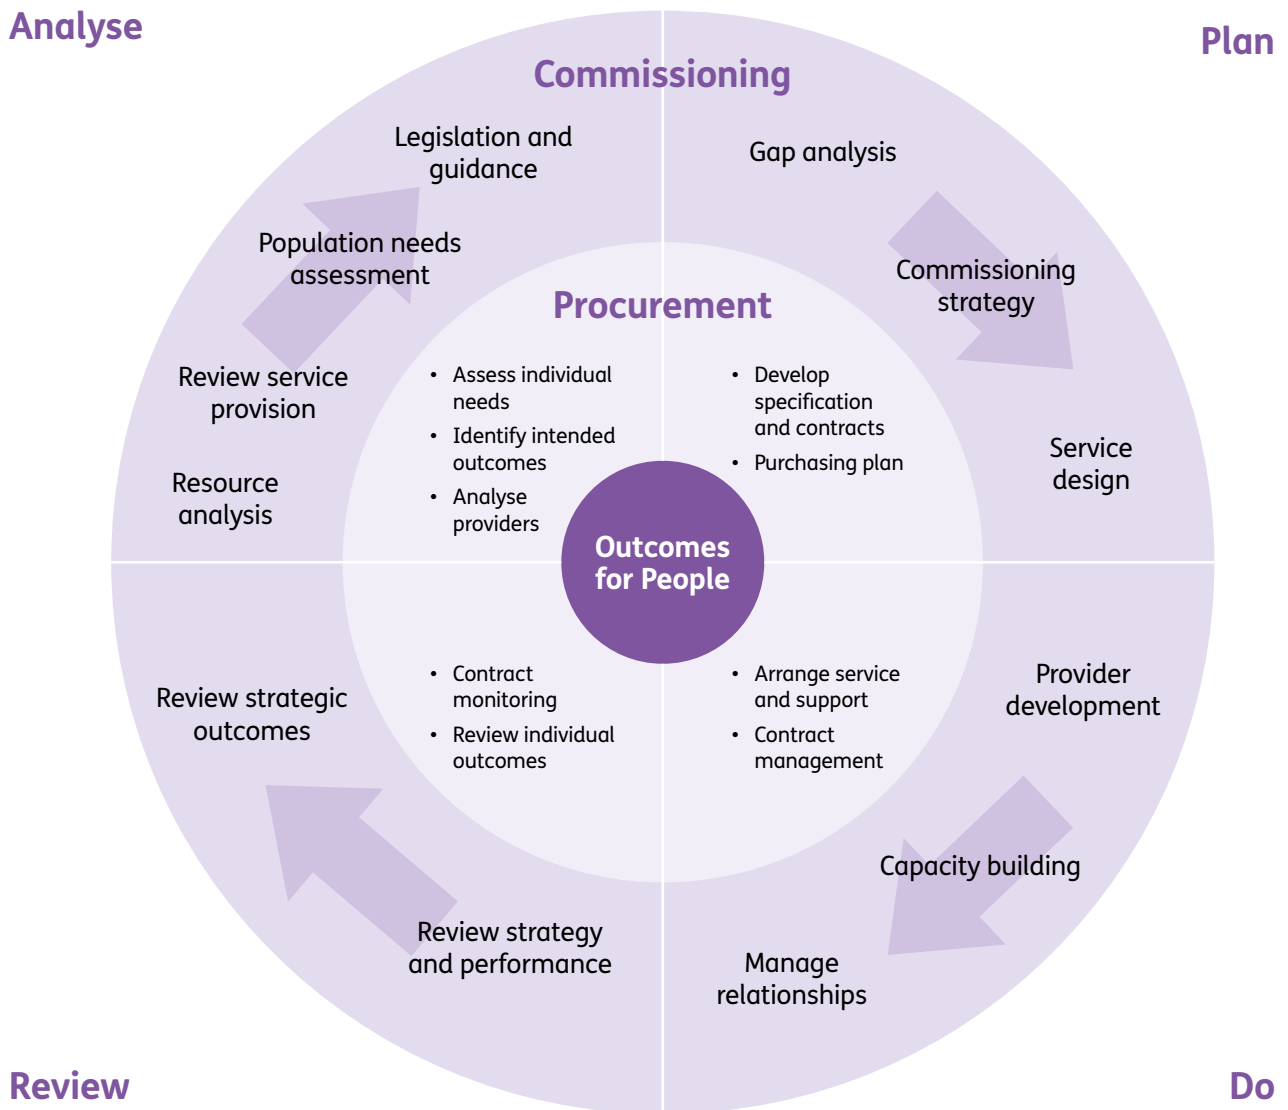 Analyse
Plan
Commissioning
Legislation and
guidance
Population needs
assessment
Review service
provision
Resource
analysis
Gap analysis
Commissioning
strategy
Service
design
Procurement
• Assess individual
needs
• Identify intended
outcomes
• Analyse
providers
• Develop
specification
and contracts
• Purchasing plan
Outcomes
for People
• Contract
monitoring
• Review individual
outcomes
• Arrange service
and support
• Contract
management
Review strategic
outcomes
Review strategy
and performance
Provider
development
Capacity building
Manage
relationships
Review
Do